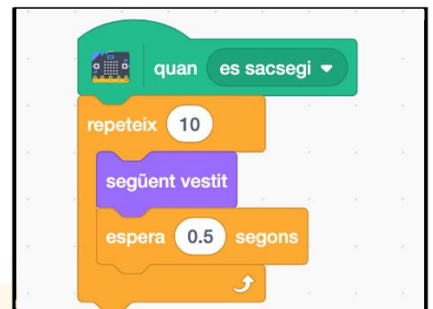 quan es sacsegi
repeteix 10
següent vestit
espera 0.5 segons